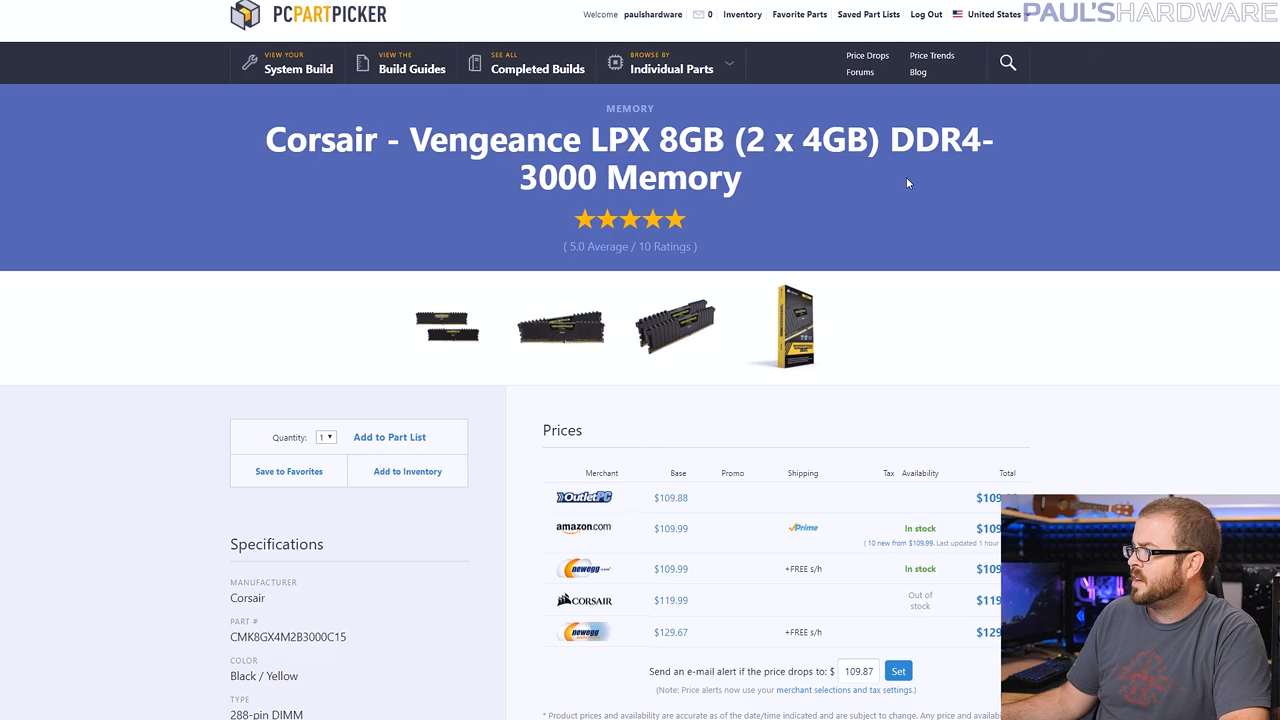 PCPARTPICKER
Welcome paulshardware 0 Inventory Favorite Parts Saved Part Lists Log Out United States
PAUL'SHARDWARE
VIEW YOUR
System Build
VIEW THE
Build Guides
SEE ALL
Completed Builds
BROWSE BY
Individual Parts
Price Drops Price Trends
Forums Blog
MEMORY
Corsair - Vengeance LPX 8GB (2 x 4GB) DDR4-
3000 Memory
( 5.0 Average / 10 Ratings )
Quantity: 1 Add to Part List
Save to Favorites Add to Inventory
Specifications
MANUFACTURER
Corsair
PART #
CMK8GX4M2B3000C15
COLOR
Black / Yellow
TYPE
288-pin DIMM
Prices
Merchant Base Promo Shipping Tax Availability Total
OutletPC $109.88 $109
amazon.com $109.99 Prime In stock $109
( 10 new from $109.99. Last updated 1 hour
newegg $109.99 +FREE s/h In stock $109
CORSAIR $119.99 Out of stock $119
newegg $129.67 +FREE s/h $129
Send an e-mail alert if the price drops to: $ 109.87 Set
(Note: Price alerts now use your merchant selections and tax settings.)
* Product prices and availability are accurate as of the date/time indicated and are subject to change. Any price and